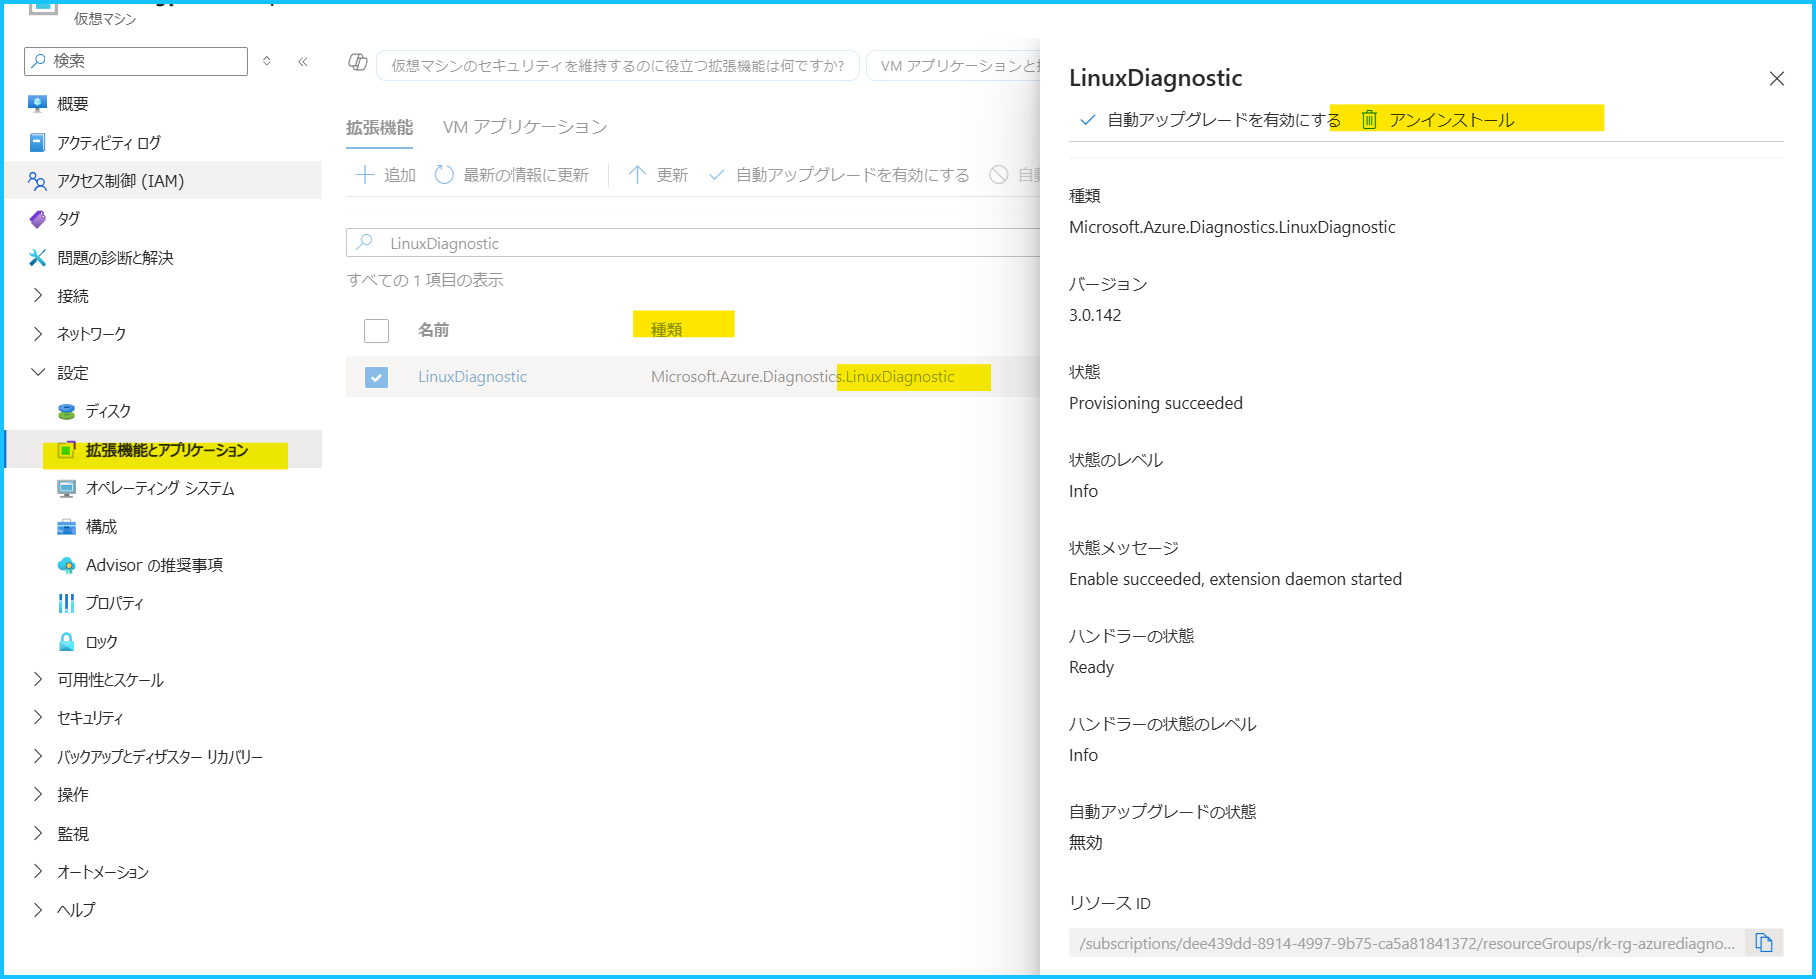 仮想マシン
検索
概要
アクティビティ ログ
アクセス制御 (IAM)
タグ
問題の診断と解決
接続
ネットワーク
設定
ディスク
拡張機能とアプリケーション
オペレーティング システム
構成
Advisor の推奨事項
プロパティ
ロック
可用性とスケール
セキュリティ
バックアップとディザスター リカバリー
操作
監視
オートメーション
ヘルプ
仮想マシンのセキュリティを維持するのに役立つ拡張機能は何ですか?
VM アプリケーションと
拡張機能
VM アプリケーション
追加
最新の情報に更新
更新
自動アップグレードを有効にする
自動
LinuxDiagnostic
すべての 1 項目の表示
名前
種類
LinuxDiagnostic
Microsoft.Azure.Diagnostics.LinuxDiagnostic
LinuxDiagnostic
自動アップグレードを有効にする
アンインストール
種類
Microsoft.Azure.Diagnostics.LinuxDiagnostic
バージョン
3.0.142
状態
Provisioning succeeded
状態のレベル
Info
状態メッセージ
Enable succeeded, extension daemon started
ハンドラーの状態
Ready
ハンドラーの状態のレベル
Info
自動アップグレードの状態
無効
リソース ID
/subscriptions/dee439dd-8914-4997-9b75-ca5a81841372/resourceGroups/rk-rg-azurediagno...